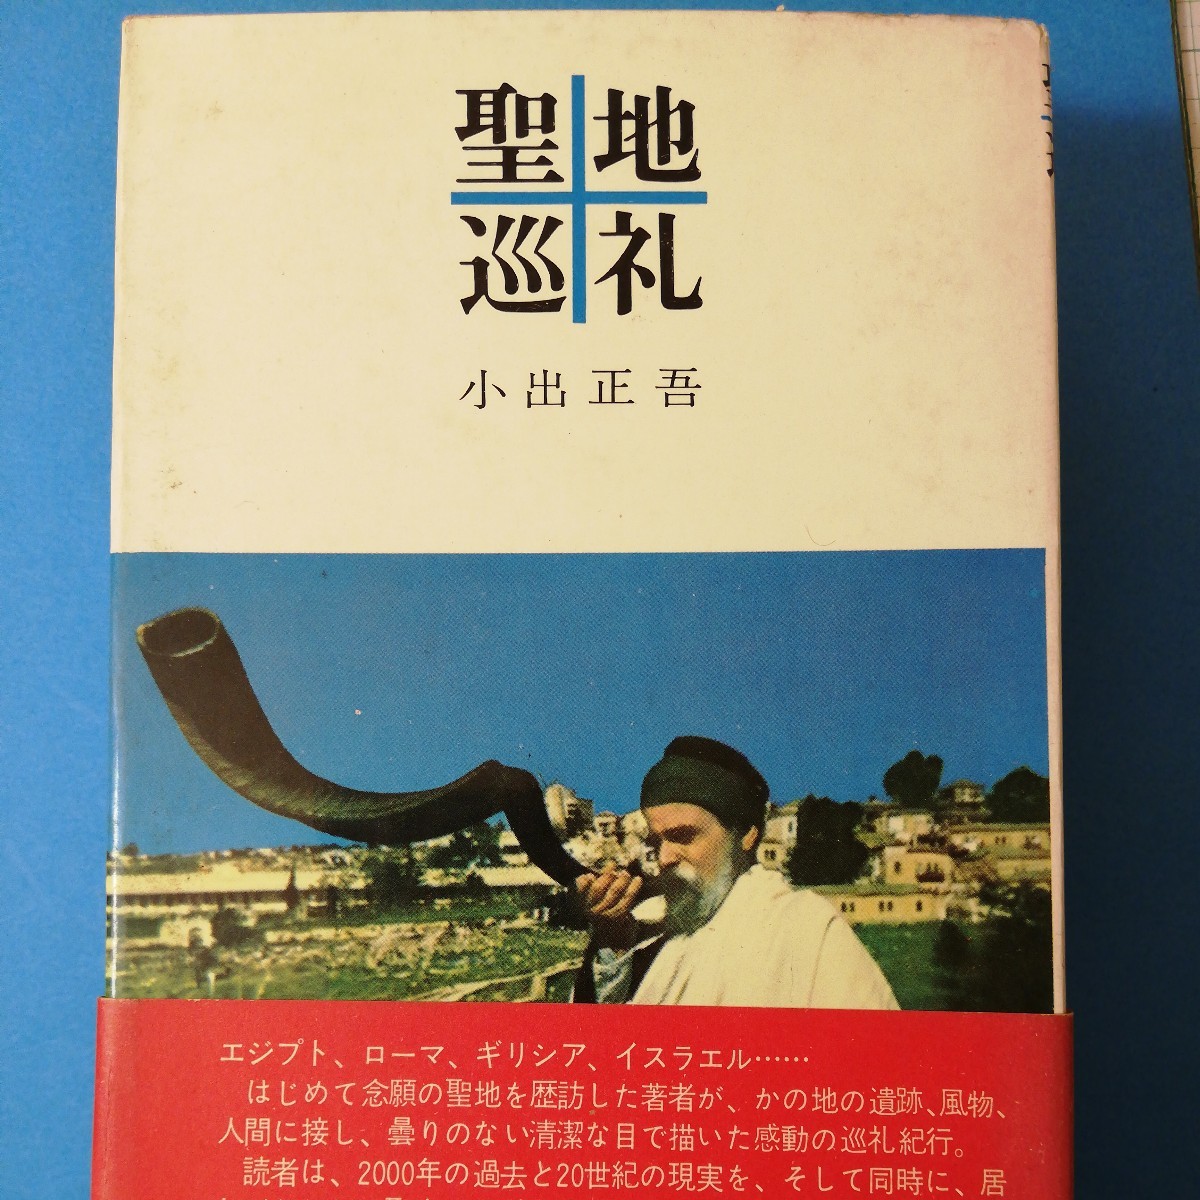 聖地
巡礼
小出正吾
エジプト、ローマ、ギリシア、イスラエル……
はじめて念願の聖地を歴訪した著者が、かの地の遺跡、風物、
人間に接し、曇りのない清潔な目で描いた感動の巡礼紀行。
読者は、2000年の過去と20世紀の現実を、そして同時に、居